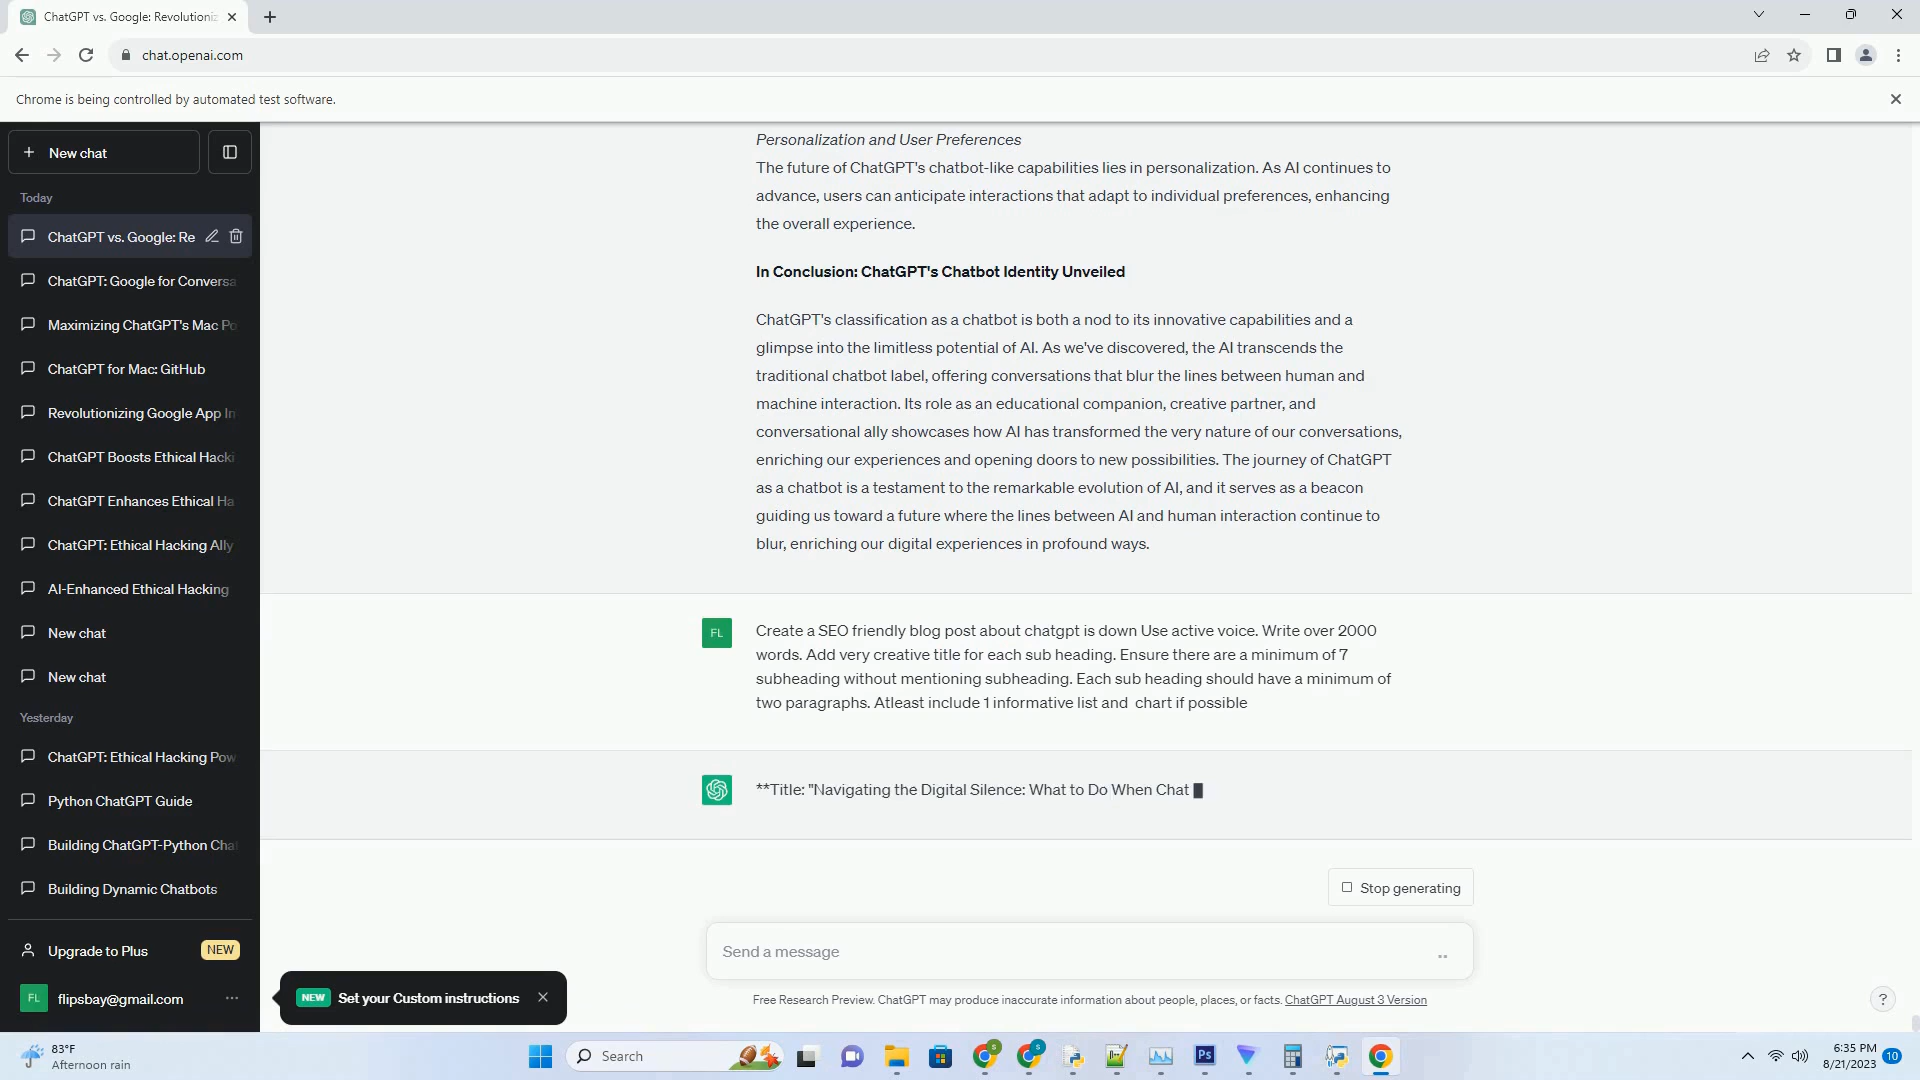 ChatGPT vs. Google: Revolutioniz
chat.openai.com
Chrome is being controlled by automated test software.
New chat
Today
ChatGPT vs. Google: Re
ChatGPT: Google for Conversa
Maximizing ChatGPT's Mac Po
ChatGPT for Mac: GitHub
Revolutionizing Google App In
ChatGPT Boosts Ethical Hacki
ChatGPT Enhances Ethical Ha
ChatGPT: Ethical Hacking Ally
AI-Enhanced Ethical Hacking
New chat
New chat
Yesterday
ChatGPT: Ethical Hacking Pow
Python ChatGPT Guide
Building ChatGPT-Python Cha
Building Dynamic Chatbots
Upgrade to Plus NEW
FL flipsbay@gmail.com
Personalization and User Preferences
The future of ChatGPT's chatbot-like capabilities lies in personalization. As AI continues to
advance, users can anticipate interactions that adapt to individual preferences, enhancing
the overall experience.
In Conclusion: ChatGPT's Chatbot Identity Unveiled
ChatGPT's classification as a chatbot is both a nod to its innovative capabilities and a
glimpse into the limitless potential of AI. As we've discovered, the AI transcends the
traditional chatbot label, offering conversations that blur the lines between human and
machine interaction. Its role as an educational companion, creative partner, and
conversational ally showcases how AI has transformed the very nature of our conversations,
enriching our experiences and opening doors to new possibilities. The journey of ChatGPT
as a chatbot is a testament to the remarkable evolution of AI, and it serves as a beacon
guiding us toward a future where the lines between AI and human interaction continue to
blur, enriching our digital experiences in profound ways.
FL
Create a SEO friendly blog post about chatgpt is down Use active voice. Write over 2000
words. Add very creative title for each sub heading. Ensure there are a minimum of 7
subheading without mentioning subheading. Each sub heading should have a minimum of
two paragraphs. Atleast include 1 informative list and chart if possible
**Title: "Navigating the Digital Silence: What to Do When Chat
Stop generating
Send a message
NEW Set your Custom instructions
Free Research Preview. ChatGPT may produce inaccurate information about people, places, or facts. ChatGPT August 3 Version
?
83°F
Afternoon rain
Search
S
S
Ps
6:35 PM
8/21/2023
10